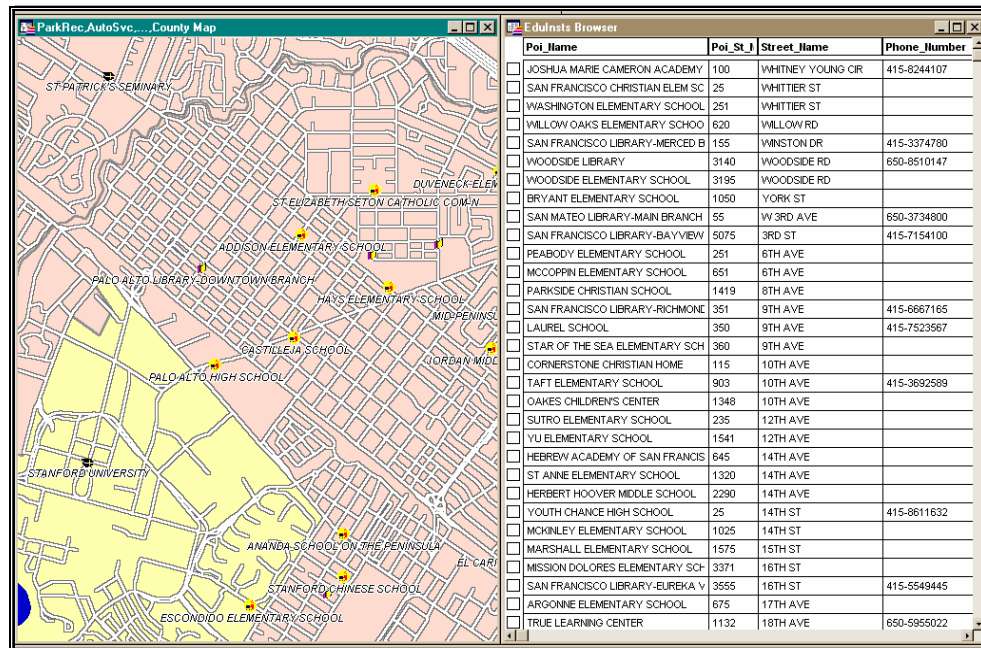 ParkRec,AutoSvc,...,County Map
ST PATRICK'S SEMINARY
DUVENECK-ELEM
ST ELIZABETH SETON CATHOLIC COM-N
ADDISON ELEMENTARY SCHOOL
PALO ALTO LIBRARY-DOWNTOWN BRANCH
HAYS ELEMENTARY SCHOOL
MID-PENINSL
CASTILLEJA SCHOOL
JORDAN MIDD
PALO ALTO HIGH SCHOOL
STANFORD UNIVERSITY
ANANDA SCHOOL ON THE PENINSULA
EL CARI
STANFORD CHINESE SCHOOL
ESCONDIDO ELEMENTARY SCHOOL
EduInsts Browser
Poi_Name Poi_St_N Street_Name Phone_Number
JOSHUA MARIE CAMERON ACADEMY 100 WHITNEY YOUNG CIR 415-8244107
SAN FRANCISCO CHRISTIAN ELEM SC 25 WHITTIER ST
WASHINGTON ELEMENTARY SCHOOL 251 WHITTIER ST
WILLOW OAKS ELEMENTARY SCHOO 620 WILLOW RD
SAN FRANCISCO LIBRARY-MERCED B 155 WINSTON DR 415-3374780
WOODSIDE LIBRARY 3140 WOODSIDE RD 650-8510147
WOODSIDE ELEMENTARY SCHOOL 3195 WOODSIDE RD
BRYANT ELEMENTARY SCHOOL 1050 YORK ST
SAN MATEO LIBRARY-MAIN BRANCH 55 W 3RD AVE 650-3734800
SAN FRANCISCO LIBRARY-BAYVIEW 5075 3RD ST 415-7154100
PEABODY ELEMENTARY SCHOOL 251 6TH AVE
MCCOPPIN ELEMENTARY SCHOOL 651 6TH AVE
PARKSIDE CHRISTIAN SCHOOL 1419 8TH AVE
SAN FRANCISCO LIBRARY-RICHMOND 351 9TH AVE 415-6667165
LAUREL SCHOOL 350 9TH AVE 415-7523567
STAR OF THE SEA ELEMENTARY SCH 360 9TH AVE
CORNERSTONE CHRISTIAN HOME 115 10TH AVE
TAFT ELEMENTARY SCHOOL 903 10TH AVE 415-3692589
OAKES CHILDREN'S CENTER 1348 10TH AVE
SUTRO ELEMENTARY SCHOOL 235 12TH AVE
YU ELEMENTARY SCHOOL 1541 12TH AVE
HEBREW ACADEMY OF SAN FRANCIS 645 14TH AVE
ST ANNE ELEMENTARY SCHOOL 1320 14TH AVE
HERBERT HOOVER MIDDLE SCHOOL 2290 14TH AVE
YOUTH CHANCE HIGH SCHOOL 25 14TH ST 415-8611632
MCKINLEY ELEMENTARY SCHOOL 1025 14TH ST
MARSHALL ELEMENTARY SCHOOL 1575 15TH ST
MISSION DOLORES ELEMENTARY SCH 3371 16TH ST
SAN FRANCISCO LIBRARY-EUREKA V 3555 16TH ST 415-5549445
ARGONNE ELEMENTARY SCHOOL 675 17TH AVE
TRUE LEARNING CENTER 1132 18TH AVE 650-5955022